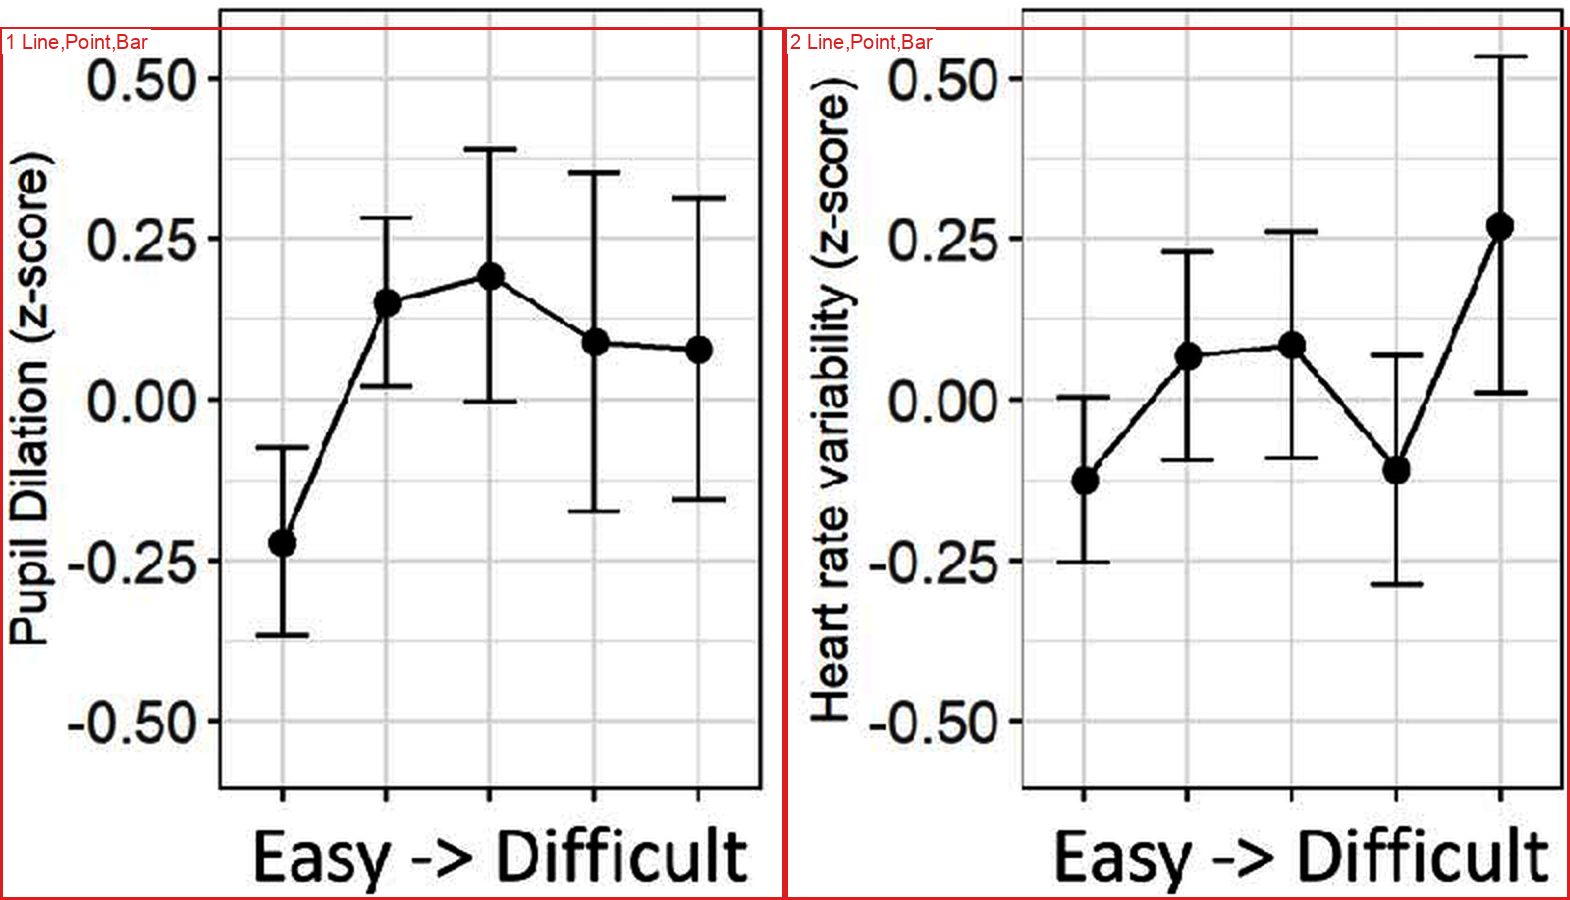 1 Line,Point,Bar
Pupil Dilation (z-score)
0.50
0.25
0.00
-0.25
-0.50
Easy -> Difficult
2 Line,Point,Bar
Heart rate variability (z-score)
0.50
0.25
0.00
-0.25
-0.50
Easy -> Difficult